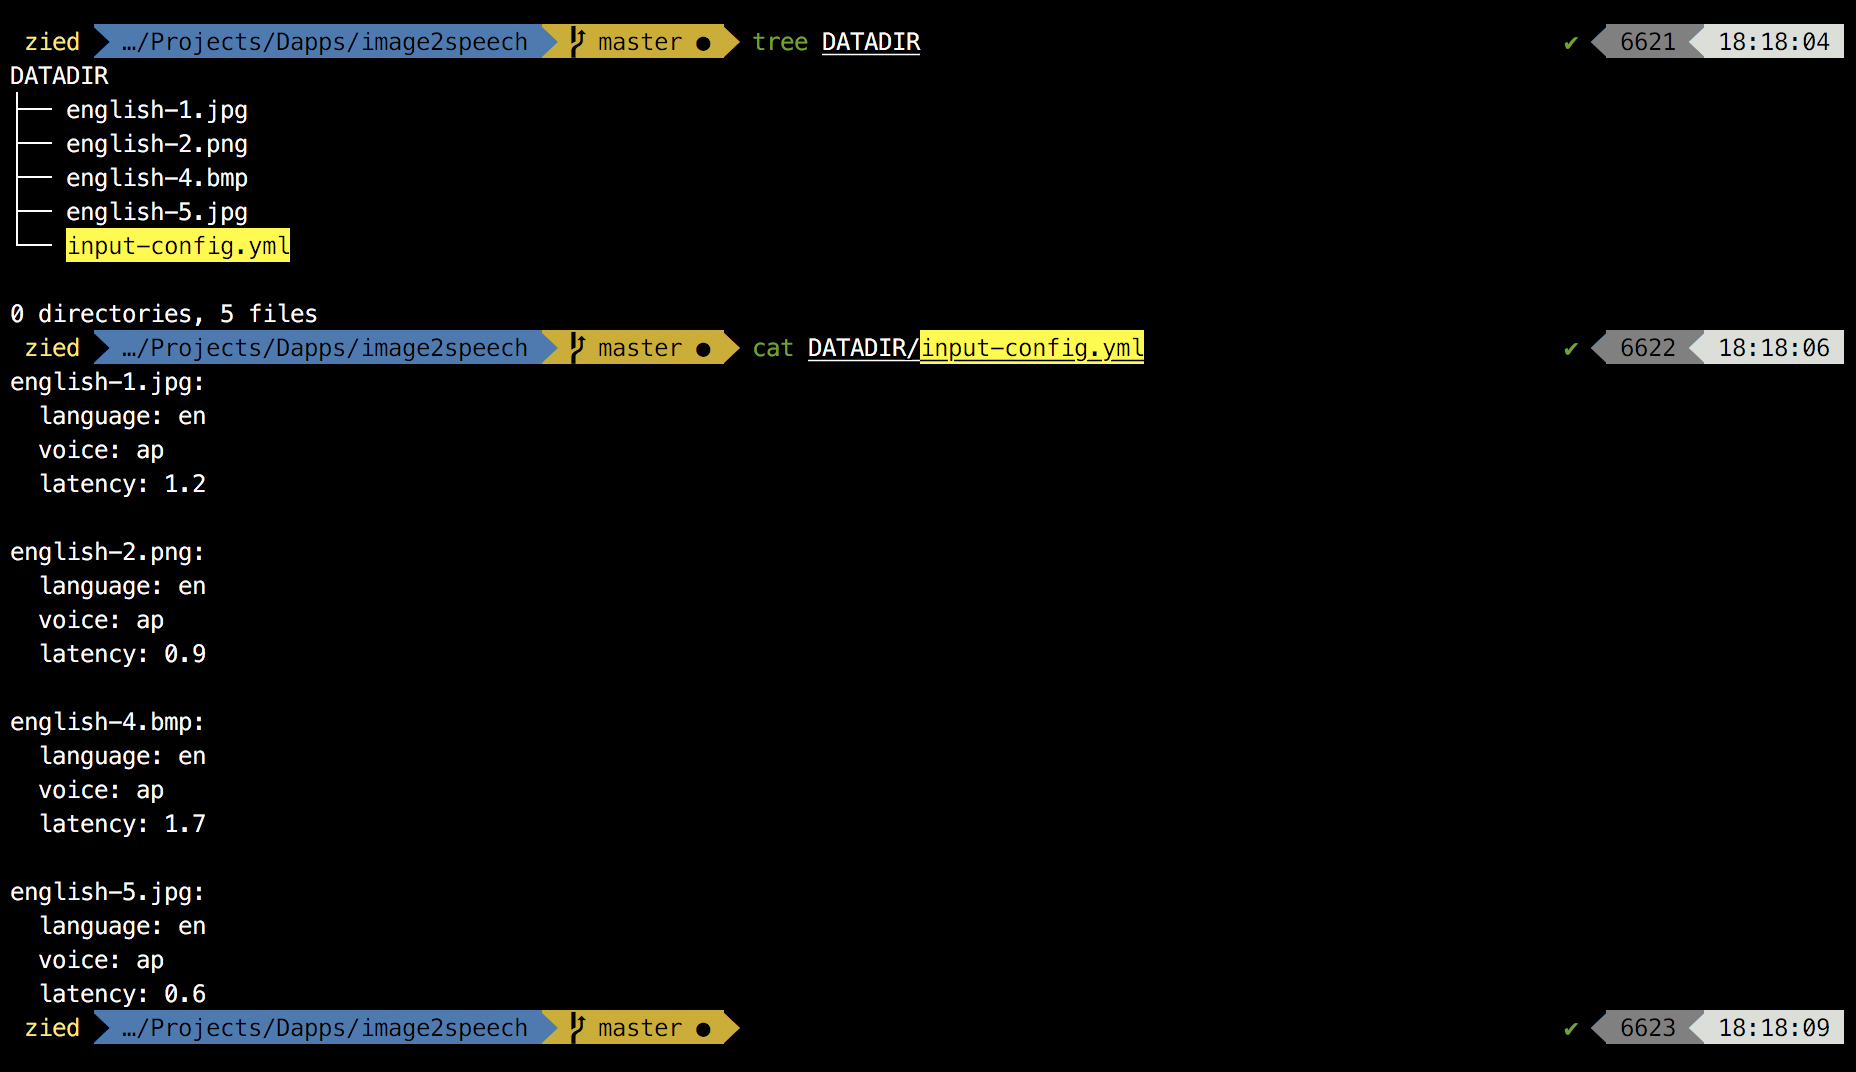 zied …/Projects/Dapps/image2speech master ● tree DATADIR ✔ 6621 18:18:04
DATADIR
├── english-1.jpg
├── english-2.png
├── english-4.bmp
├── english-5.jpg
└── input-config.yml
0 directories, 5 files
zied …/Projects/Dapps/image2speech master ● cat DATADIR/input-config.yml ✔ 6622 18:18:06
english-1.jpg:
  language: en
  voice: ap
  latency: 1.2
english-2.png:
  language: en
  voice: ap
  latency: 0.9
english-4.bmp:
  language: en
  voice: ap
  latency: 1.7
english-5.jpg:
  language: en
  voice: ap
  latency: 0.6
zied …/Projects/Dapps/image2speech master ● ✔ 6623 18:18:09